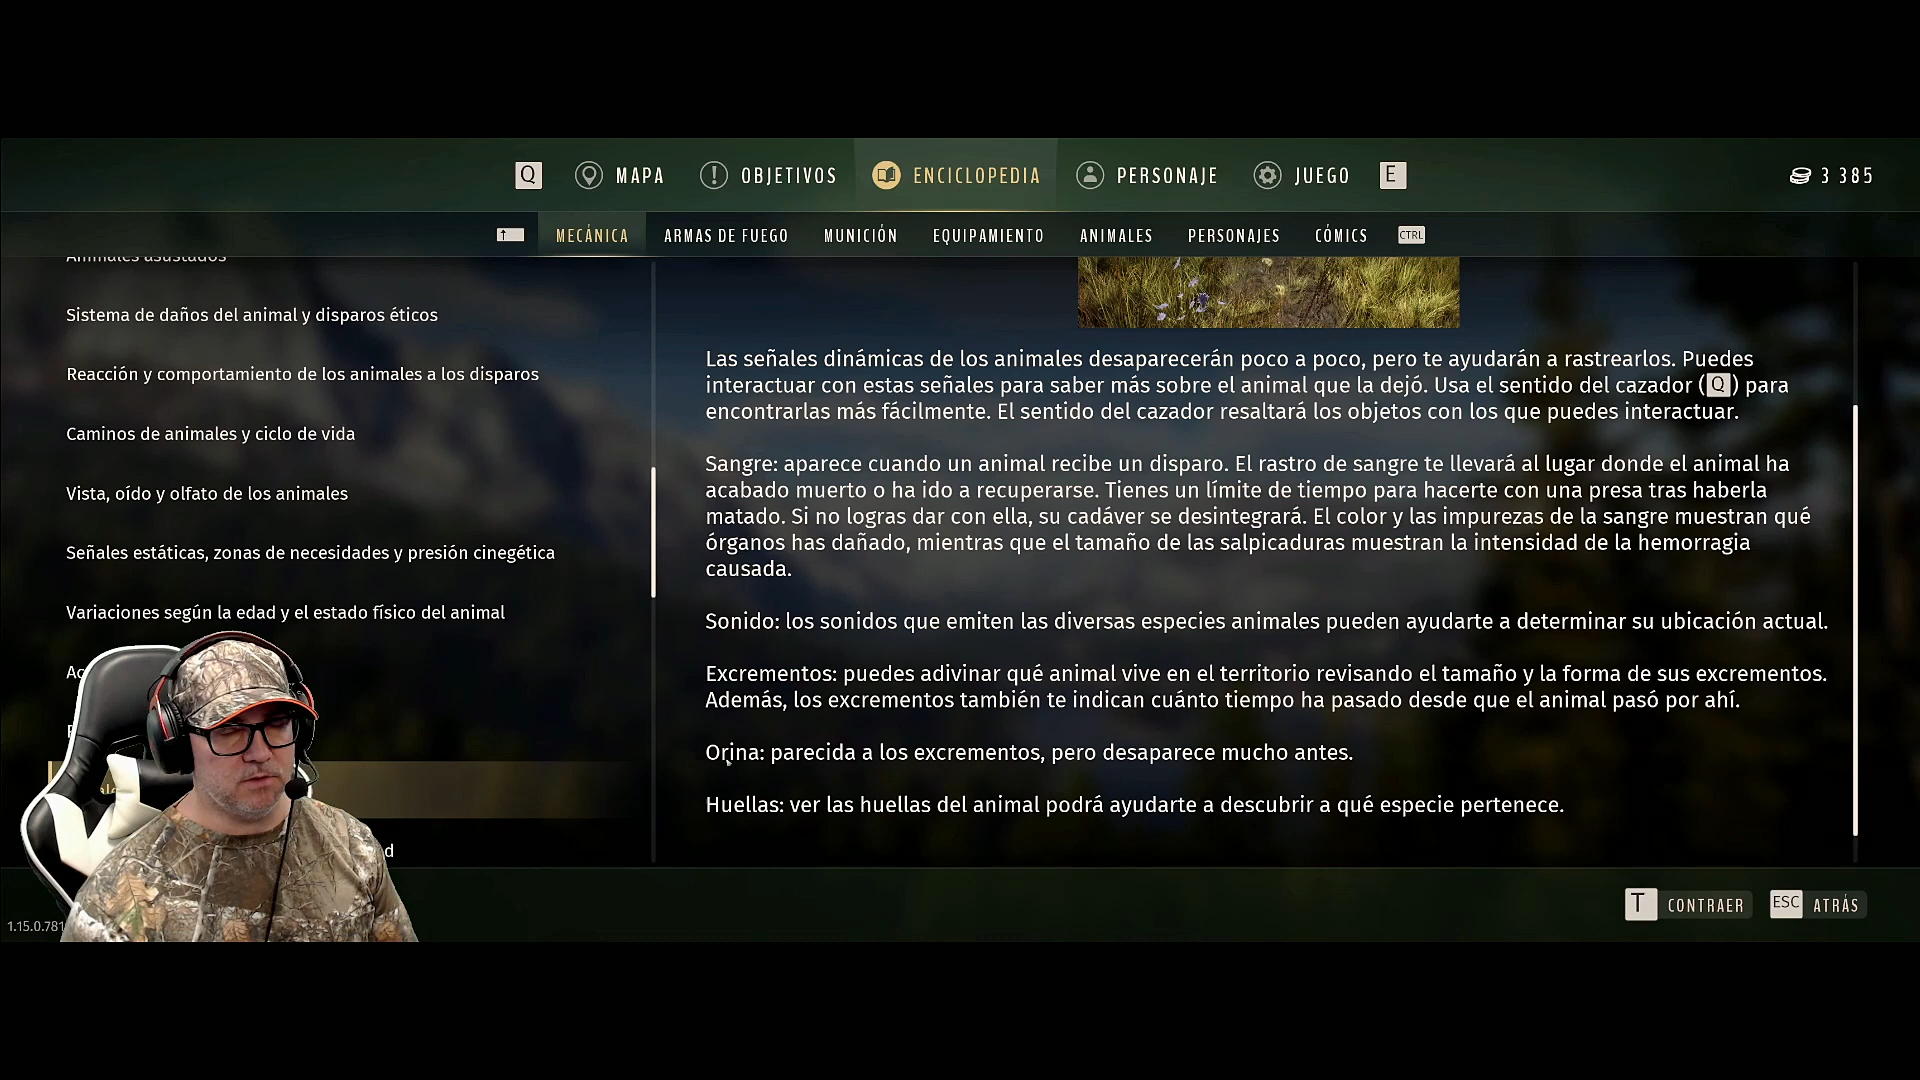 Q MAPA OBJETIVOS ENCICLOPEDIA PERSONAJE JUEGO E 3 385
MECÁNICA ARMAS DE FUEGO MUNICIÓN EQUIPAMIENTO ANIMALES PERSONAJES CÓMICS CTRL
Animales asustados
Sistema de daños del animal y disparos éticos
Reacción y comportamiento de los animales a los disparos
Caminos de animales y ciclo de vida
Vista, oído y olfato de los animales
Señales estáticas, zonas de necesidades y presión cinegética
Variaciones según la edad y el estado físico del animal
Las señales dinámicas de los animales desaparecerán poco a poco, pero te ayudarán a rastrearlos. Puedes
interactuar con estas señales para saber más sobre el animal que la dejó. Usa el sentido del cazador (Q) para
encontrarlas más fácilmente. El sentido del cazador resaltará los objetos con los que puedes interactuar.
Sangre: aparece cuando un animal recibe un disparo. El rastro de sangre te llevará al lugar donde el animal ha
acabado muerto o ha ido a recuperarse. Tienes un límite de tiempo para hacerte con una presa tras haberla
matado. Si no logras dar con ella, su cadáver se desintegrará. El color y las impurezas de la sangre muestran qué
órganos has dañado, mientras que el tamaño de las salpicaduras muestran la intensidad de la hemorragia
causada.
Sonido: los sonidos que emiten las diversas especies animales pueden ayudarte a determinar su ubicación actual.
Excrementos: puedes adivinar qué animal vive en el territorio revisando el tamaño y la forma de sus excrementos.
Además, los excrementos también te indican cuánto tiempo ha pasado desde que el animal pasó por ahí.
Orina: parecida a los excrementos, pero desaparece mucho antes.
Huellas: ver las huellas del animal podrá ayudarte a descubrir a qué especie pertenece.
T CONTRAER ESC ATRÁS
1.15.0.781